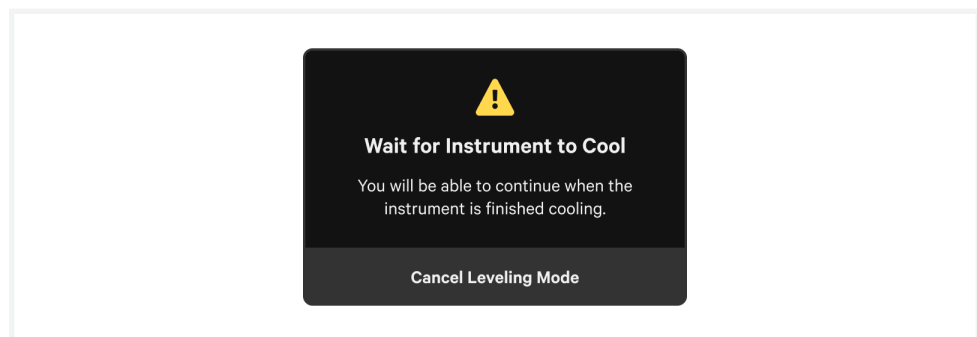 Wait for Instrument to Cool
You will be able to continue when the
instrument is finished cooling.
Cancel Leveling Mode